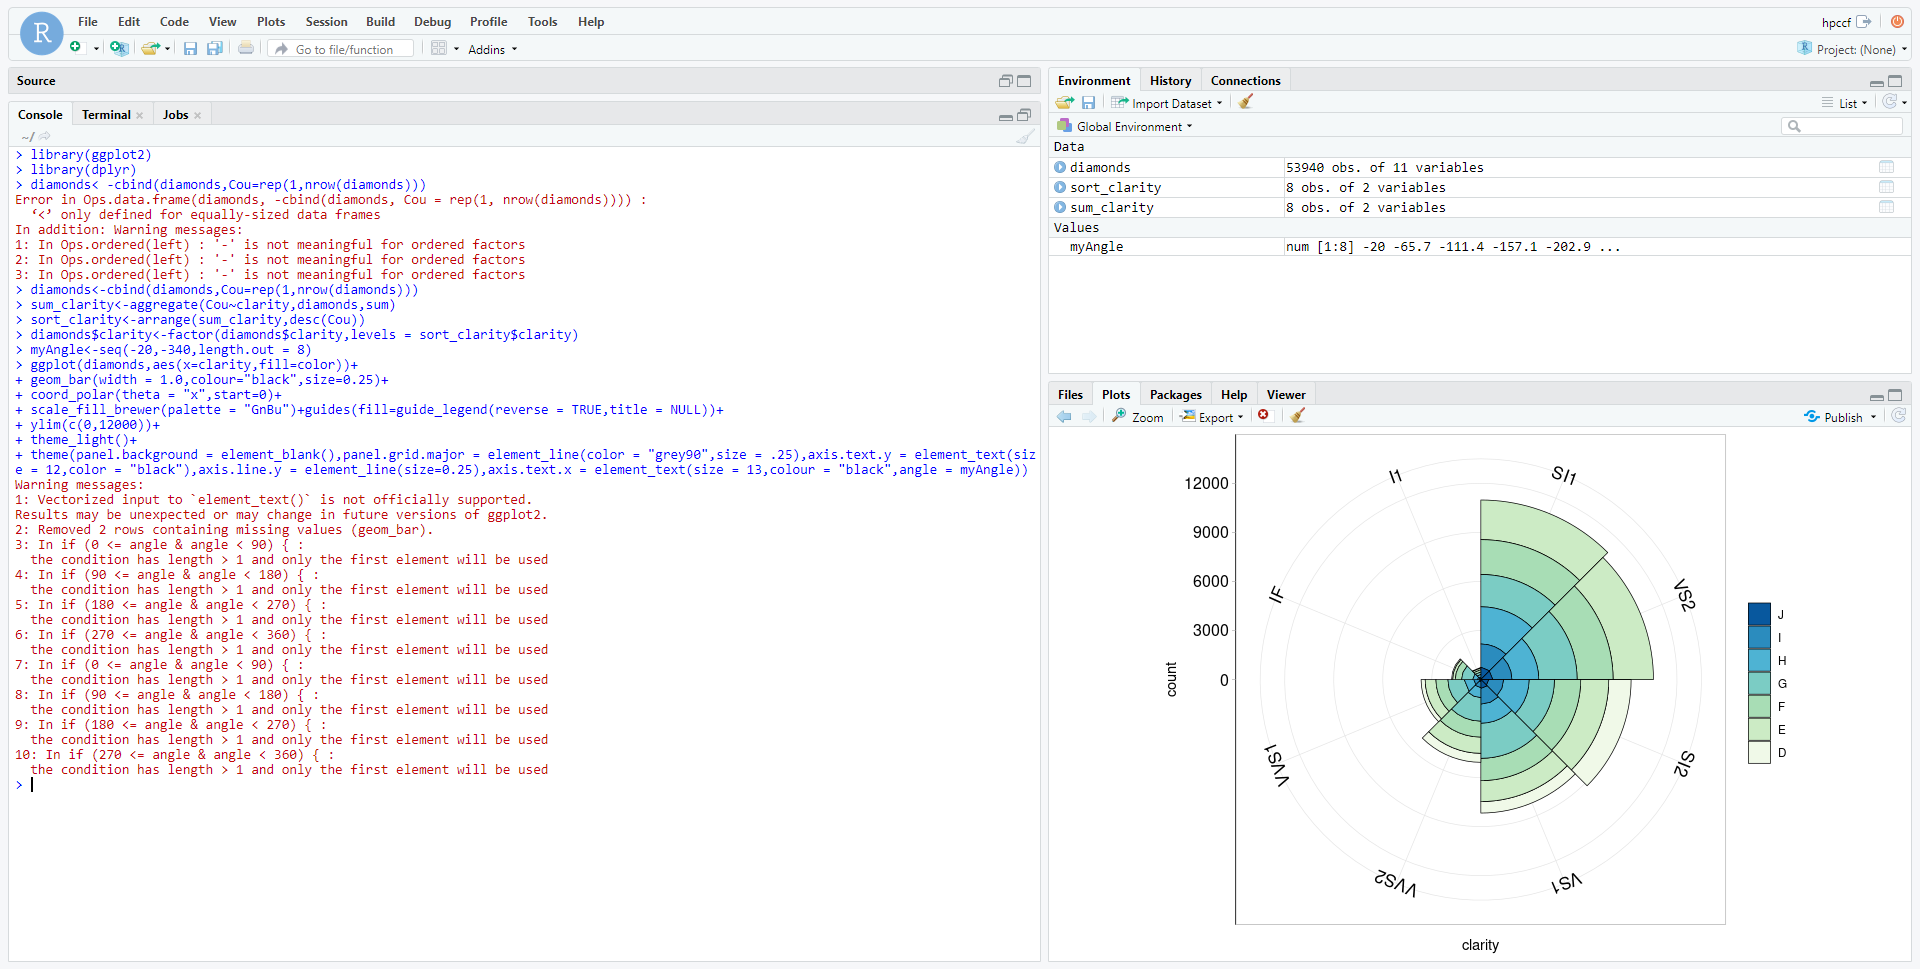 R
File Edit Code View Plots Session Build Debug Profile Tools Help
hpccf
R
Go to file/function
Addins
R
Project: (None)
Source
Console Terminal × Jobs ×
~/
> library(ggplot2)
> library(dplyr)
> diamonds< -cbind(diamonds,Cou=rep(1,nrow(diamonds)))
Error in Ops.data.frame(diamonds, -cbind(diamonds, Cou = rep(1, nrow(diamonds)))) :
  ‘<’ only defined for equally-sized data frames
In addition: Warning messages:
1: In Ops.ordered(left) : '-' is not meaningful for ordered factors
2: In Ops.ordered(left) : '-' is not meaningful for ordered factors
3: In Ops.ordered(left) : '-' is not meaningful for ordered factors
> diamonds<-cbind(diamonds,Cou=rep(1,nrow(diamonds)))
> sum_clarity<-aggregate(Cou~clarity,diamonds,sum)
> sort_clarity<-arrange(sum_clarity,desc(Cou))
> diamonds$clarity<-factor(diamonds$clarity,levels = sort_clarity$clarity)
> myAngle<-seq(-20,-340,length.out = 8)
> ggplot(diamonds,aes(x=clarity,fill=color))+
+ geom_bar(width = 1.0,colour="black",size=0.25)+
+ coord_polar(theta = "x",start=0)+
+ scale_fill_brewer(palette = "GnBu")+guides(fill=guide_legend(reverse = TRUE,title = NULL))+
+ ylim(c(0,12000))+
+ theme_light()+
+ theme(panel.background = element_blank(),panel.grid.major = element_line(color = "grey90",size = .25),axis.text.y = element_text(siz
e = 12,color = "black"),axis.line.y = element_line(size=0.25),axis.text.x = element_text(size = 13,colour = "black",angle = myAngle))
Warning messages:
1: Vectorized input to `element_text()` is not officially supported.
Results may be unexpected or may change in future versions of ggplot2.
2: Removed 2 rows containing missing values (geom_bar).
3: In if (0 <= angle & angle < 90) { :
  the condition has length > 1 and only the first element will be used
4: In if (90 <= angle & angle < 180) { :
  the condition has length > 1 and only the first element will be used
5: In if (180 <= angle & angle < 270) { :
  the condition has length > 1 and only the first element will be used
6: In if (270 <= angle & angle < 360) { :
  the condition has length > 1 and only the first element will be used
7: In if (0 <= angle & angle < 90) { :
  the condition has length > 1 and only the first element will be used
8: In if (90 <= angle & angle < 180) { :
  the condition has length > 1 and only the first element will be used
9: In if (180 <= angle & angle < 270) { :
  the condition has length > 1 and only the first element will be used
10: In if (270 <= angle & angle < 360) { :
  the condition has length > 1 and only the first element will be used
>
Environment History Connections
Import Dataset
List
Global Environment
Data
diamonds 53940 obs. of 11 variables
sort_clarity 8 obs. of 2 variables
sum_clarity 8 obs. of 2 variables
Values
myAngle num [1:8] -20 -65.7 -111.4 -157.1 -202.9 ...
Files Plots Packages Help Viewer
Zoom Export Publish
12000
9000
6000
3000
0
count
I1
SI1
IF
VS2
VVS1
SI2
VVS2
VS1
clarity
J
I
H
G
F
E
D